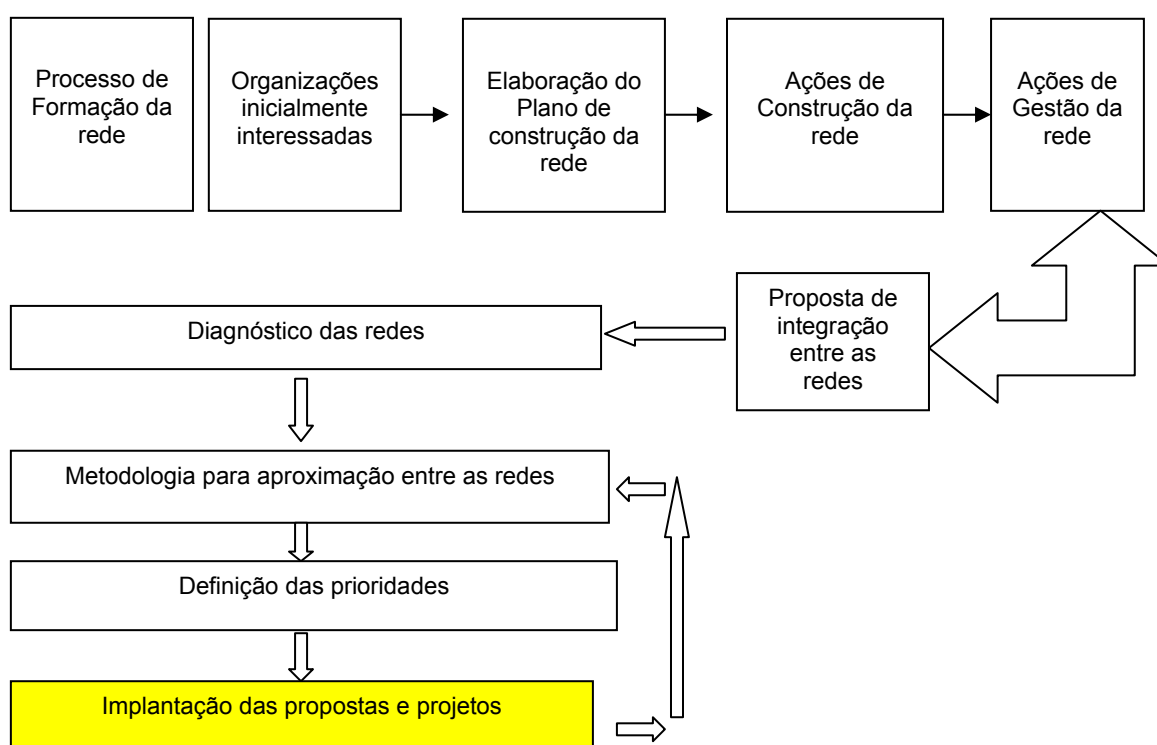 Processo de
Formação da
rede
Organizações
inicialmente
interessadas
Elaboração do
Plano de
construção da
rede
Ações de
Construção da
rede
Ações de
Gestão da
rede
Proposta de
integração
entre as
redes
Diagnóstico das redes
Metodologia para aproximação entre as redes
Definição das prioridades
Implantação das propostas e projetos